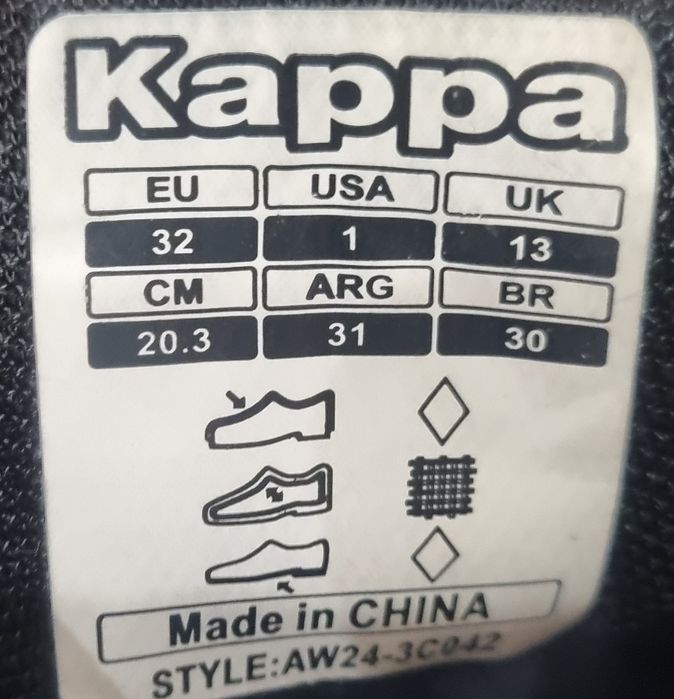 Kappa
EU USA UK
32 1 13
CM ARG BR
20.3 31 30
Made in CHINA
STYLE:AW24-3C042